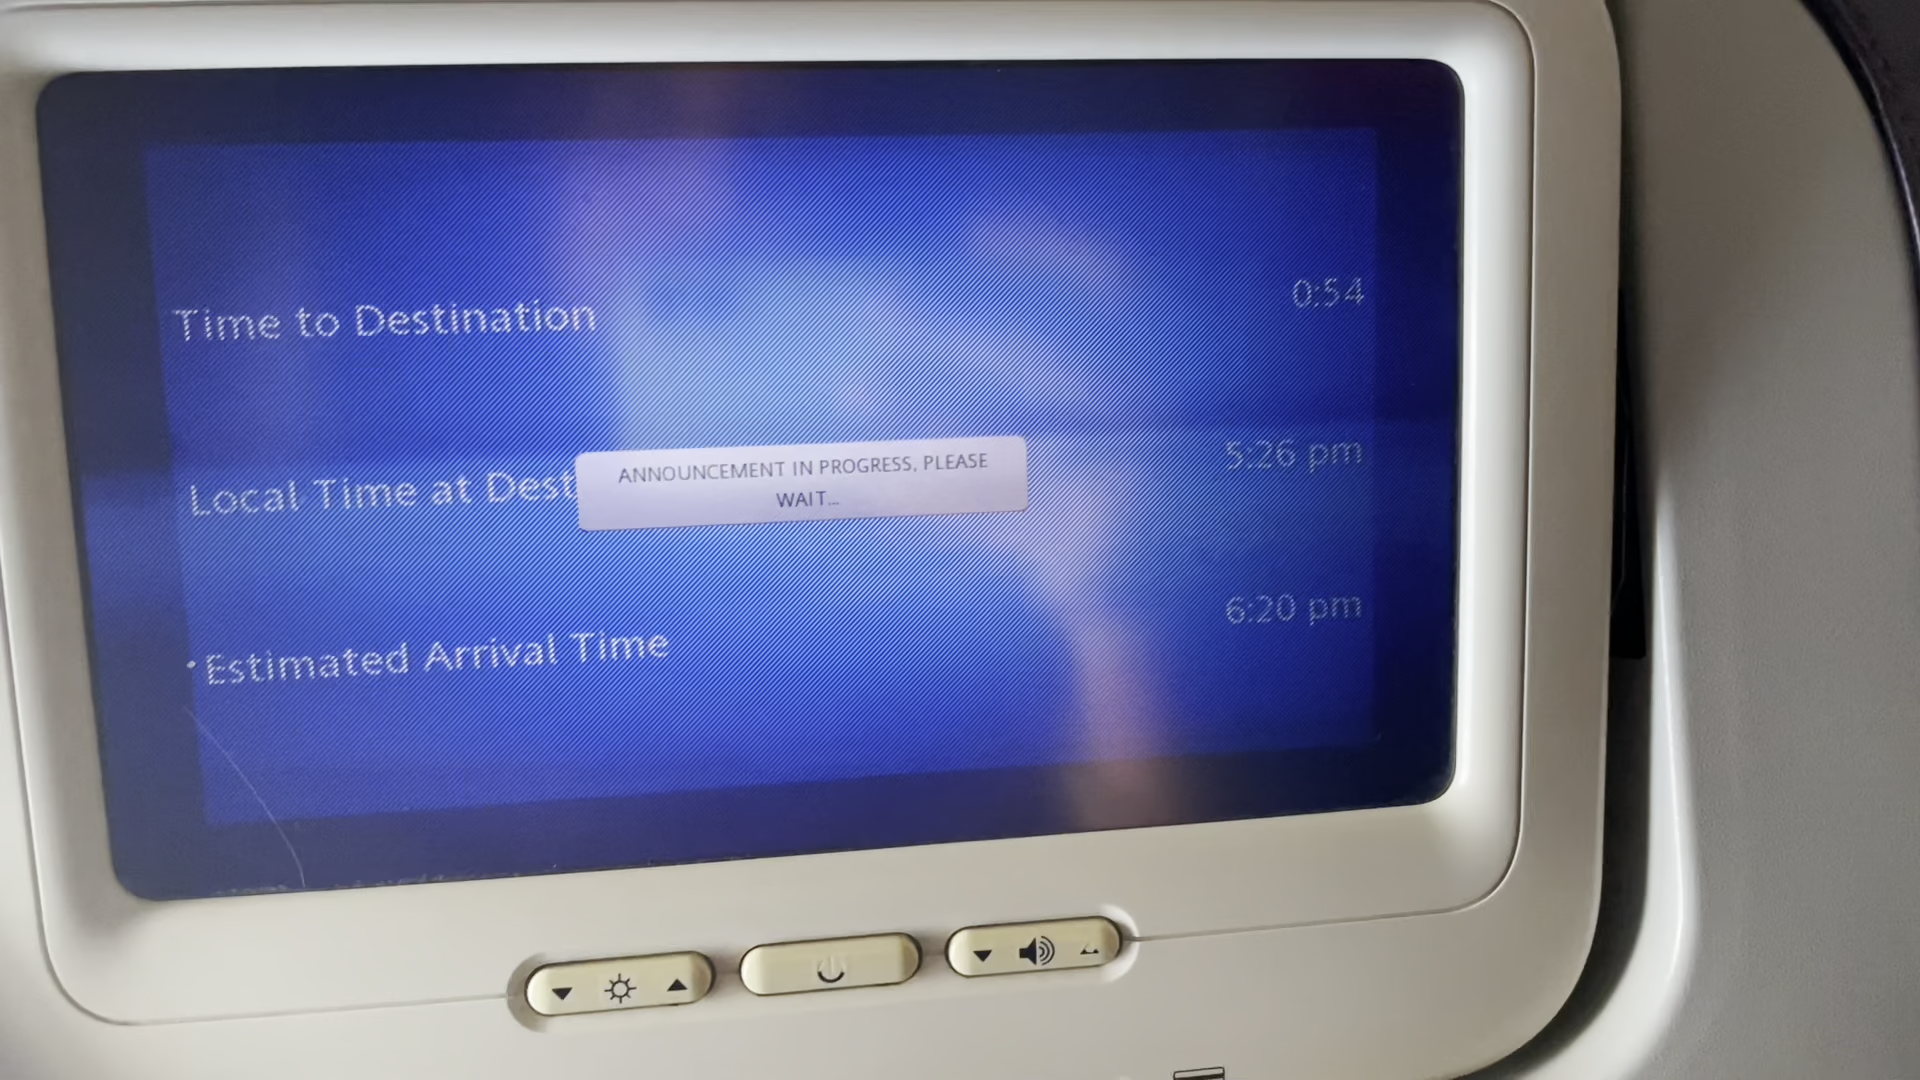 Time to Destination 0:54
Local Time at Dest 5:26 pm
ANNOUNCEMENT IN PROGRESS, PLEASE
WAIT...
Estimated Arrival Time 6:20 pm